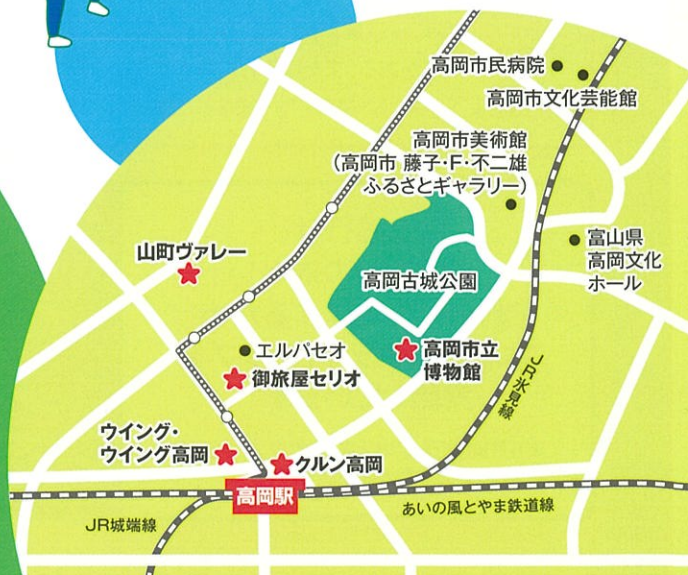 高岡市民病院
高岡市文化芸能館
高岡市美術館
(高岡市 藤子・F・不二雄
ふるさとギャラリー)
富山県
高岡文化
ホール
山町ヴァレー
高岡古城公園
エルパセオ
御旅屋セリオ
高岡市立
博物館
JR氷見線
ウイング・
ウイング高岡
クルン高岡
高岡駅
あいの風とやま鉄道線
JR城端線